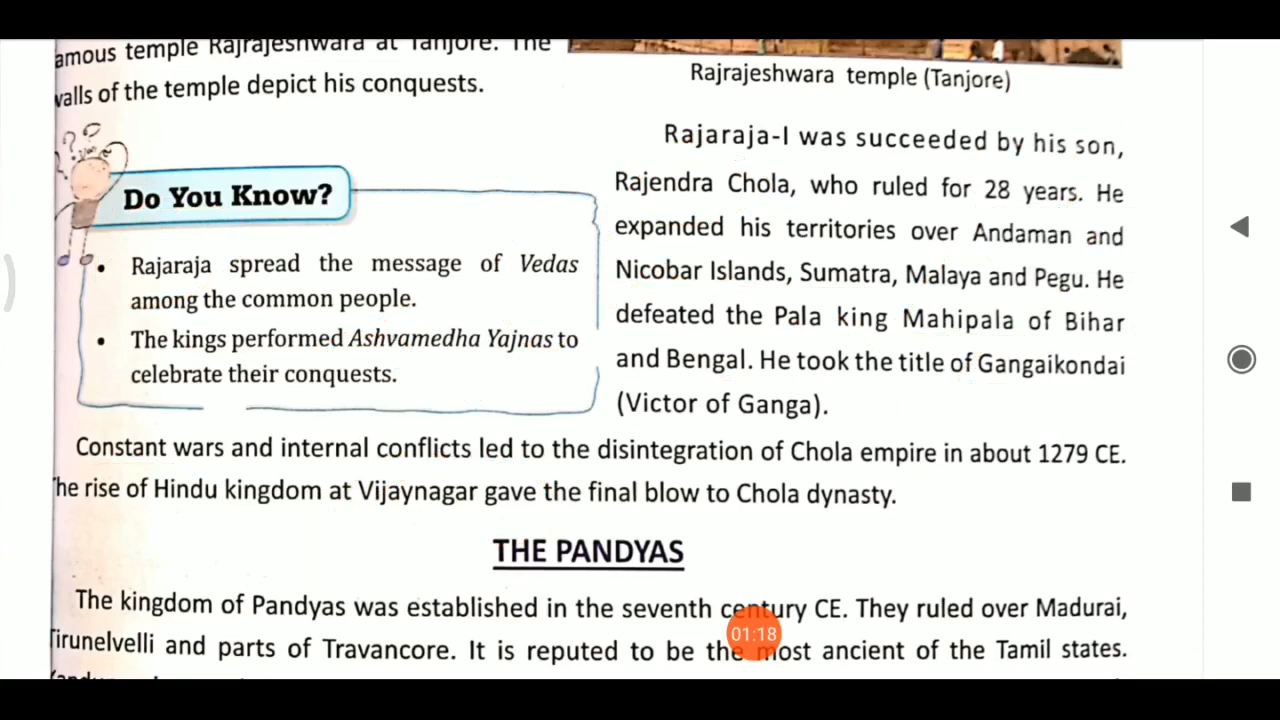 amous temple Rajrajeshwara at Tanjore. The
walls of the temple depict his conquests.
Rajrajeshwara temple (Tanjore)
Do You Know?
• Rajaraja spread the message of Vedas
among the common people.
• The kings performed Ashvamedha Yajnas to
celebrate their conquests.
Rajaraja-I was succeeded by his son,
Rajendra Chola, who ruled for 28 years. He
expanded his territories over Andaman and
Nicobar Islands, Sumatra, Malaya and Pegu. He
defeated the Pala king Mahipala of Bihar
and Bengal. He took the title of Gangaikondai
(Victor of Ganga).
Constant wars and internal conflicts led to the disintegration of Chola empire in about 1279 CE.
he rise of Hindu kingdom at Vijaynagar gave the final blow to Chola dynasty.
THE PANDYAS
The kingdom of Pandyas was established in the seventh century CE. They ruled over Madurai,
Tirunelvelli and parts of Travancore. It is reputed to be the most ancient of the Tamil states.
01:18